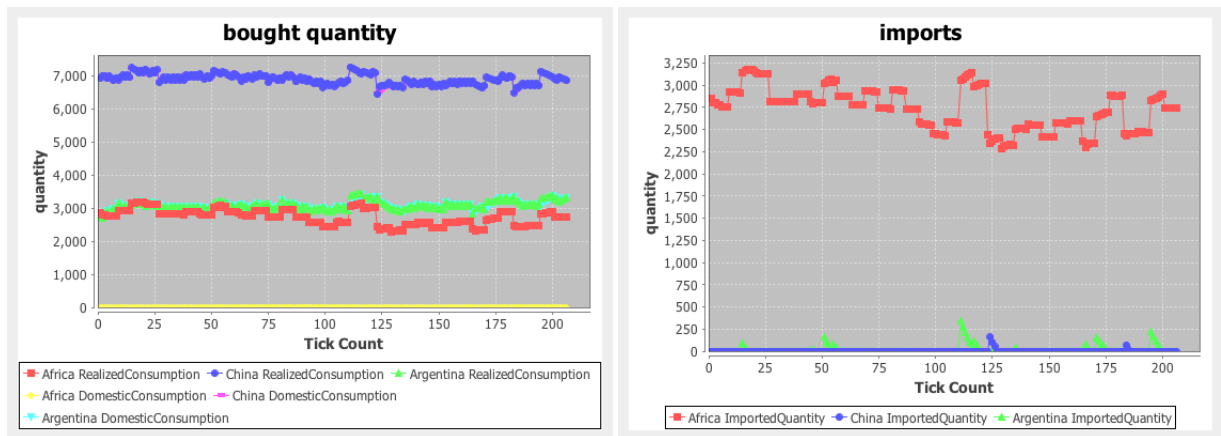 bought quantity
7,000
6,000
5,000
4,000
3,000
2,000
1,000
0
quantity
0 25 50 75 100 125 150 175 200
Tick Count
Africa RealizedConsumption China RealizedConsumption Argentina RealizedConsumption
Africa DomesticConsumption China DomesticConsumption
Argentina DomesticConsumption
imports
3,250
3,000
2,750
2,500
2,250
2,000
1,750
1,500
1,250
1,000
750
500
250
0
quantity
0 25 50 75 100 125 150 175 200
Tick Count
Africa ImportedQuantity China ImportedQuantity Argentina ImportedQuantity